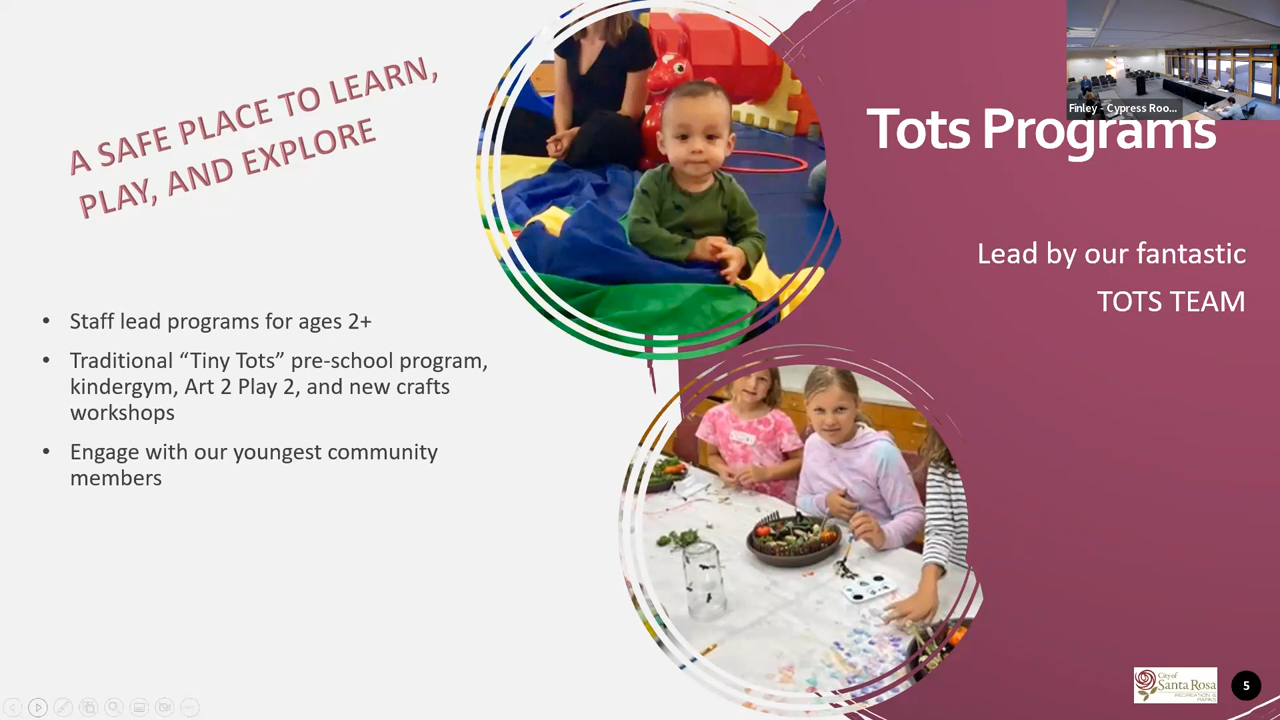 A SAFE PLACE TO LEARN,
PLAY, AND EXPLORE
• Staff lead programs for ages 2+
• Traditional “Tiny Tots” pre-school program,
kindergym, Art 2 Play 2, and new crafts
workshops
• Engage with our youngest community
members
Finley - Cypress Roo...
Tots Programs
Lead by our fantastic
TOTS TEAM
City of
Santa Rosa
RECREATION &
PARKS
5